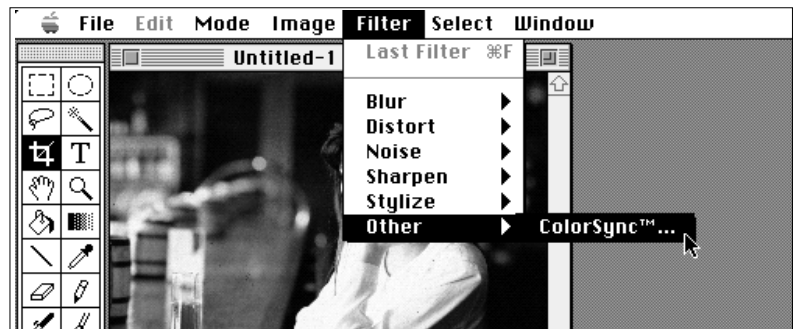 File Edit Mode Image Filter Select Window
Untitled-1
Last Filter ⌘F
Blur
Distort
Noise
Sharpen
Stylize
Other
ColorSync™...
T